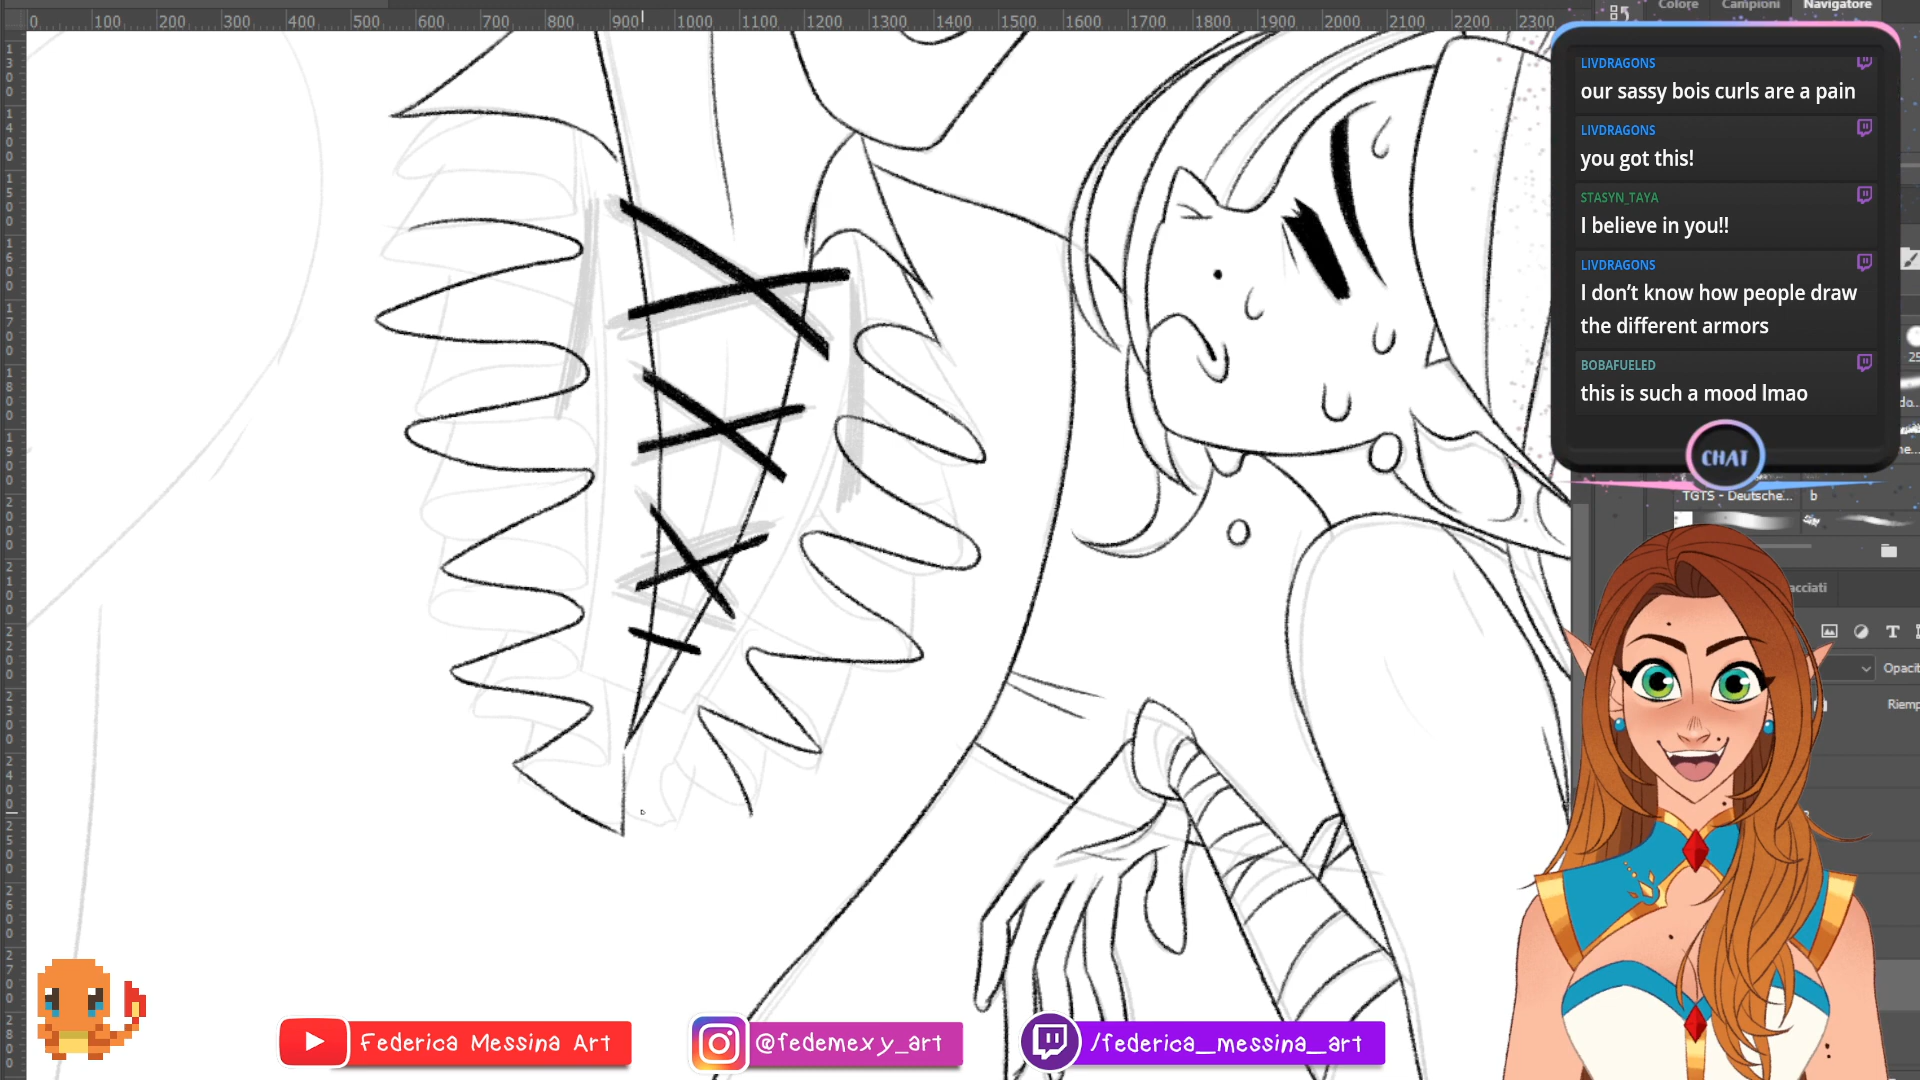 0 100 200 300 400 500 600 700 800 900 1000 1100 1200 1300 1400 1500 1600 1700 1800 1900 2000 2100 2200 2300
Colore Campioni Navigatore
LIVDRAGONS
our sassy bois curls are a pain
LIVDRAGONS
you got this!
STASYN_TAYA
I believe in you!!
LIVDRAGONS
I don't know how people draw
the different armors
BOBAFUELED
this is such a mood lmao
CHAT
TGTS - Deutsche... b
acciati
Opacit
Riemp
Federica Messina Art
@fedemexy_art
/federica_messina_art